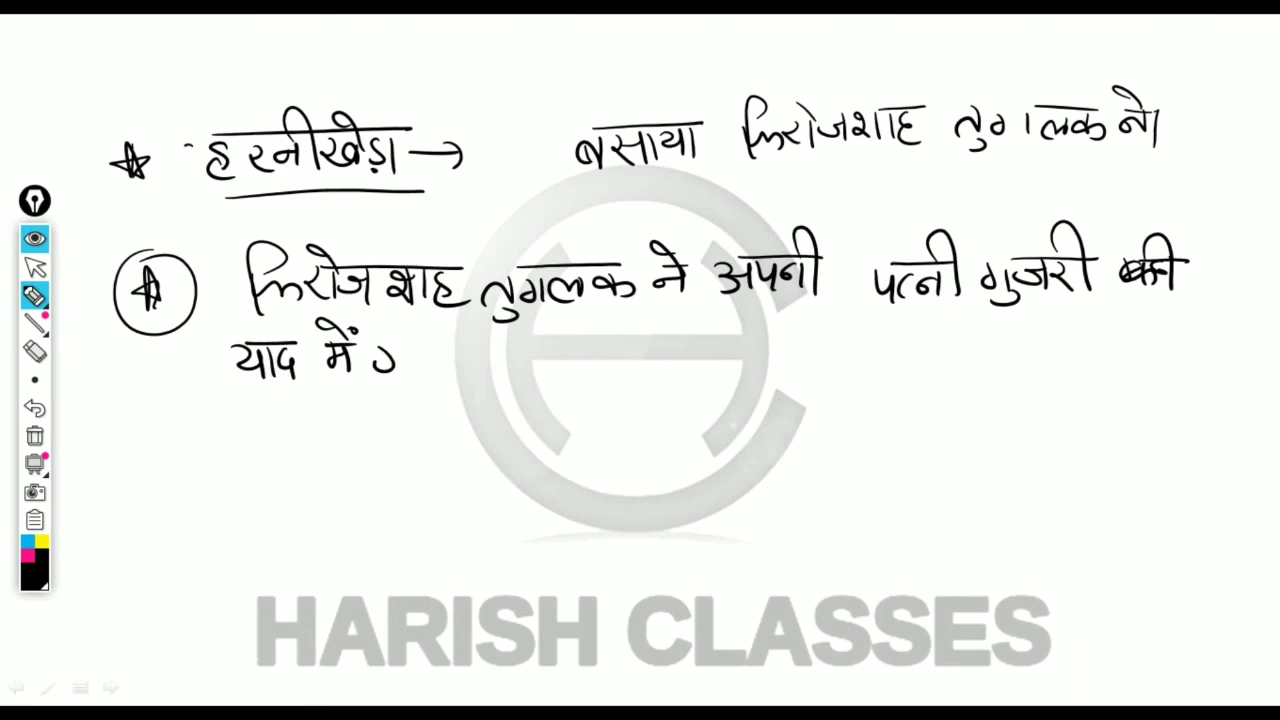 हरनीखेड़ा → बसाया फिरोजशाह तुगलक ने।
फिरोजशाह तुगलक ने अपनी पत्नी गुजरी की
याद में
HARISH CLASSES